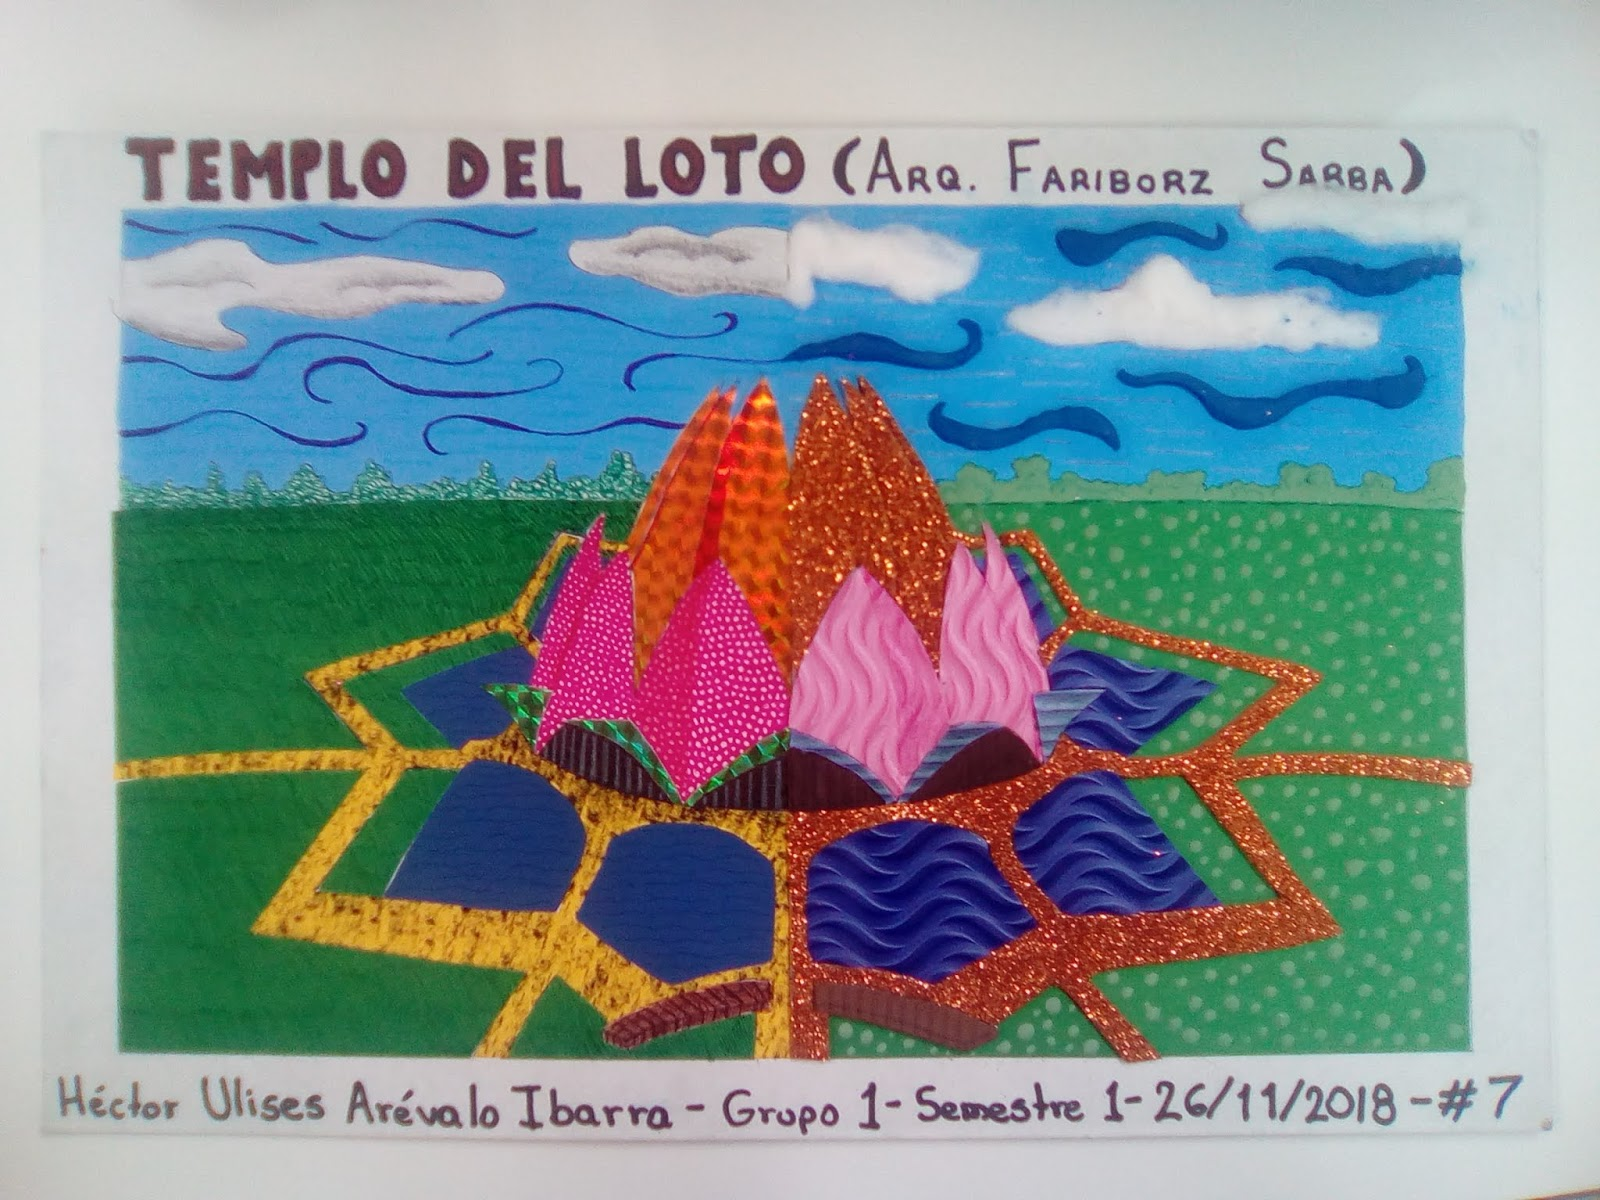 TEMPLO DEL LOTO (ARQ. FARIBORZ SARBA)
Héctor Ulises Arévalo Ibarra - Grupo 1 - Semestre 1 - 26/11/2018 - #7